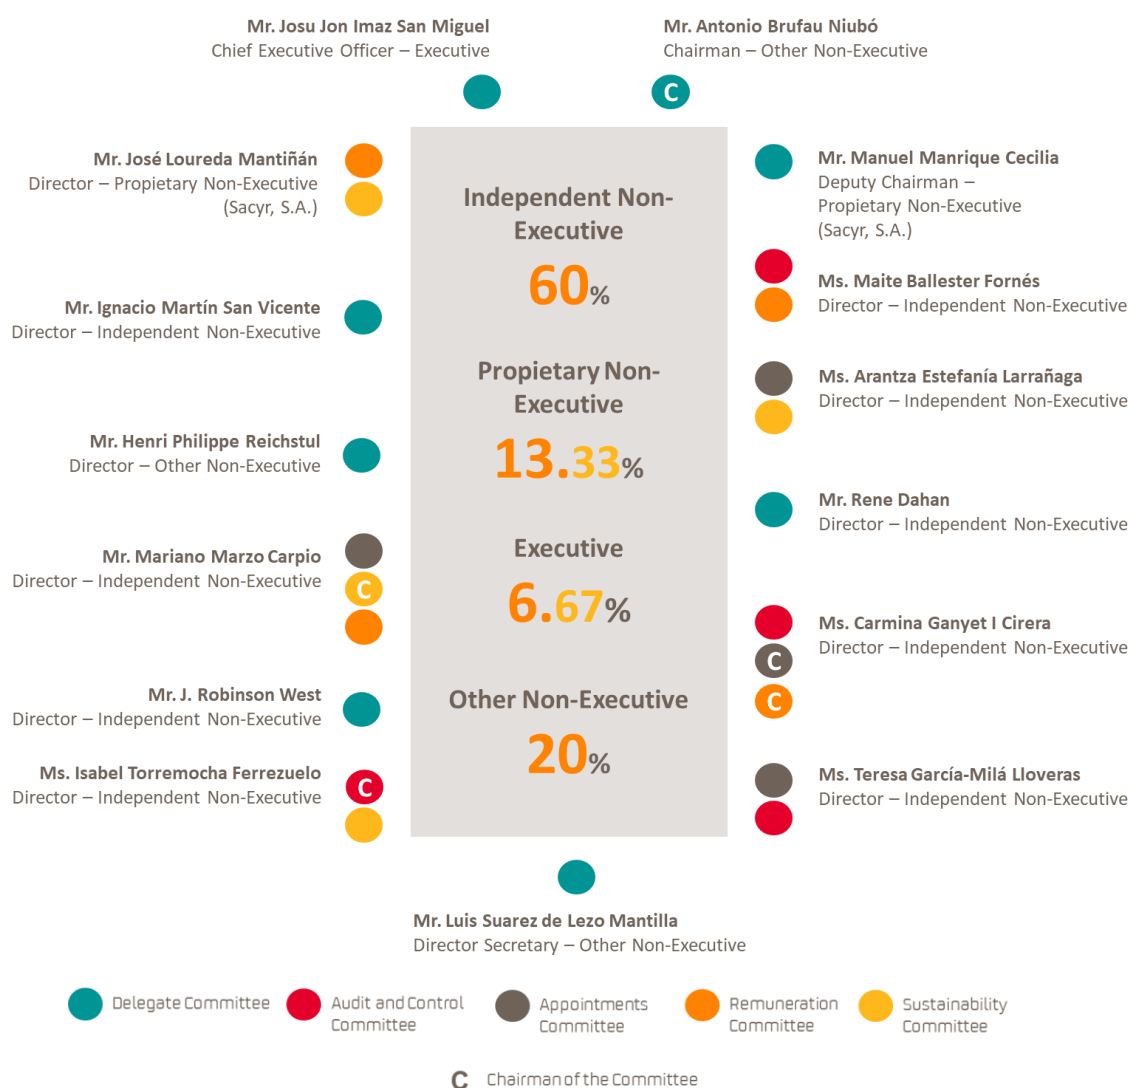 Mr. Josu Jon Imaz San Miguel
Chief Executive Officer – Executive
Mr. Antonio Brufau Niubó
Chairman – Other Non-Executive
C
Mr. José Loureda Mantiñán
Director – Propietary Non-Executive
(Sacyr, S.A.)
Mr. Ignacio Martín San Vicente
Director – Independent Non-Executive
Mr. Henri Philippe Reichstul
Director – Other Non-Executive
Mr. Mariano Marzo Carpio
Director – Independent Non-Executive
C
Mr. J. Robinson West
Director – Independent Non-Executive
Ms. Isabel Torremocha Ferrezuelo
Director – Independent Non-Executive
C
Independent Non-
Executive
60%
Propietary Non-
Executive
13.33%
Executive
6.67%
Other Non-Executive
20%
Mr. Manuel Manrique Cecilia
Deputy Chairman –
Propietary Non-Executive
(Sacyr, S.A.)
Ms. Maite Ballester Fornés
Director – Independent Non-Executive
Ms. Arantza Estefanía Larrañaga
Director – Independent Non-Executive
Mr. Rene Dahan
Director – Independent Non-Executive
Ms. Carmina Ganyet I Cirera
Director – Independent Non-Executive
C
C
Ms. Teresa García-Milá Lloveras
Director – Independent Non-Executive
Mr. Luis Suarez de Lezo Mantilla
Director Secretary – Other Non-Executive
Delegate Committee
Audit and Control
Committee
Appointments
Committee
Remuneration
Committee
Sustainability
Committee
C Chairman of the Committee